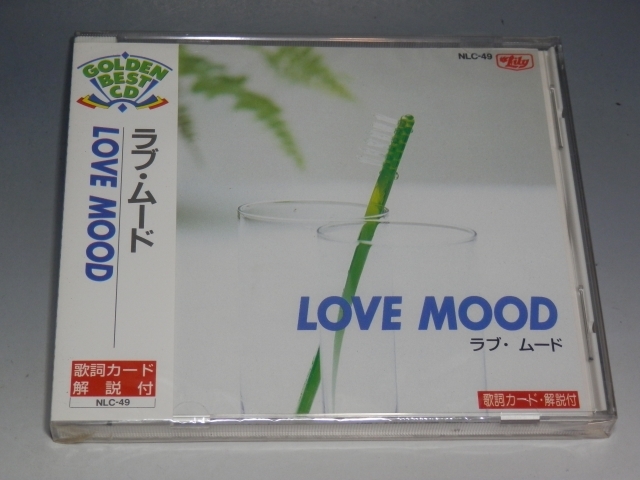 GOLDEN
BEST
CD
ラブ・ムード
LOVE MOOD
歌詞カード
解説付
NLC-49
NLC-49
Lily
LOVE MOOD
ラブ・ムード
歌詞カード・解説付